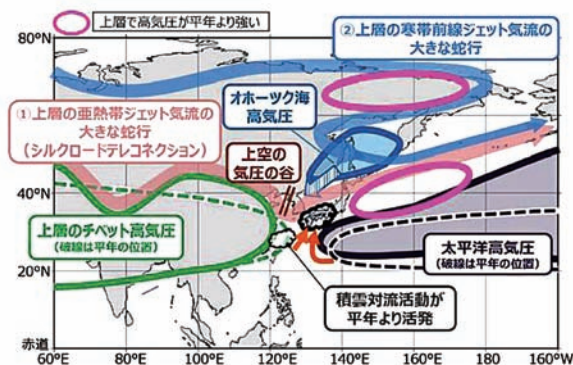 上層で高気圧が平年より強い
80°N
②上層の寒帯前線ジェット気流の
大きな蛇行
オホーツク海
高気圧
60°N
①上層の亜熱帯ジェット気流の
大きな蛇行
(シルクロードテレコネクション)
上空の
気圧の谷
40°N
上層のチベット高気圧
(破線は平年の位置)
太平洋高気圧
(破線は平年の位置)
20°N
積雲対流活動が
平年より活発
赤道
60°E
80°E
100°E
120°E
140°E
160°E
180
160°W